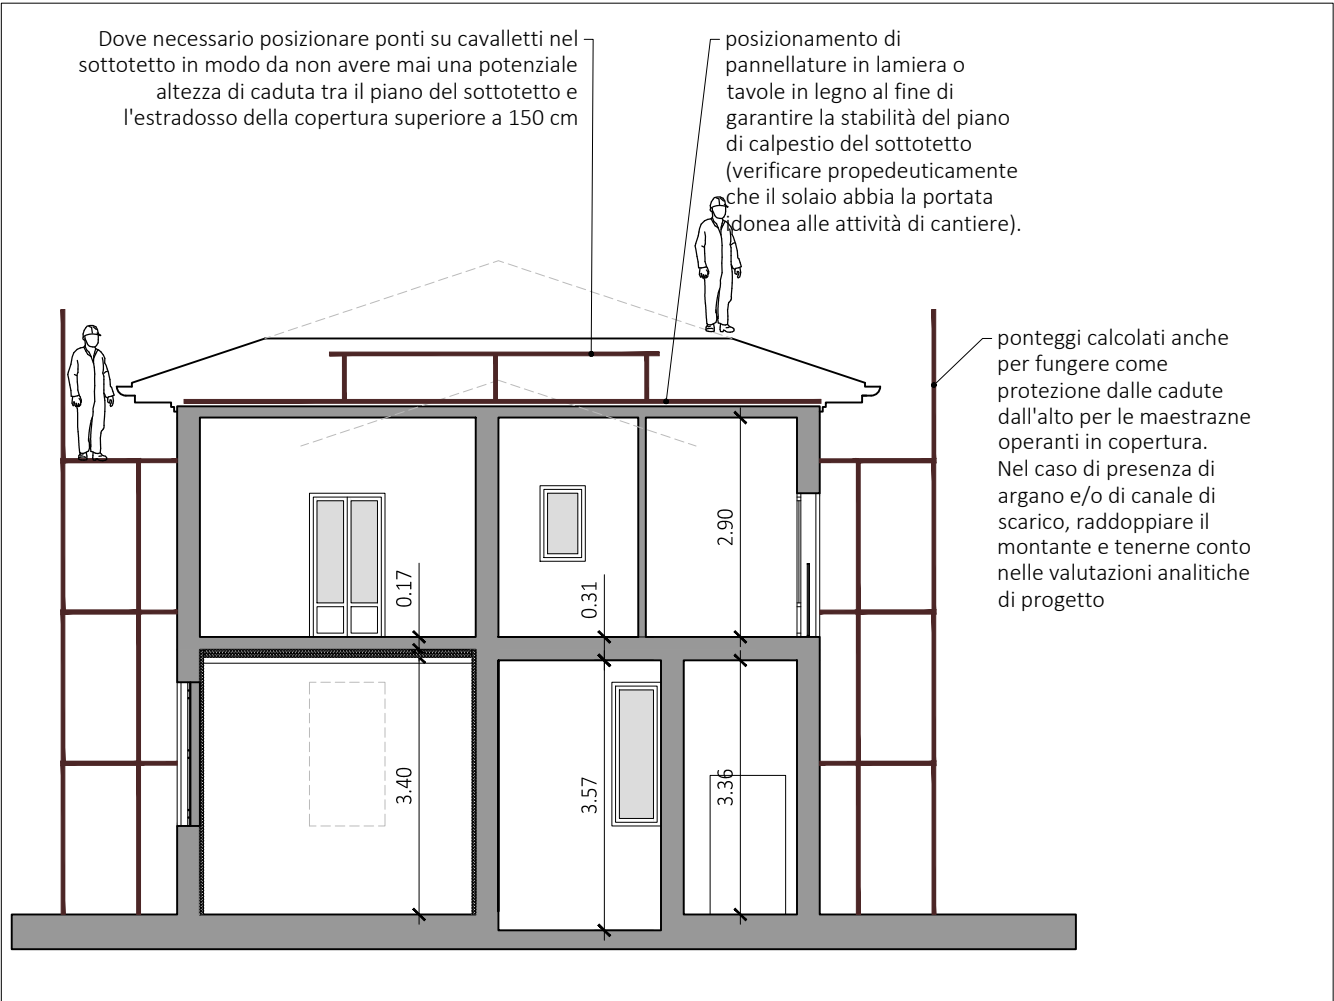 Dove necessario posizionare ponti su cavalletti nel
sottotetto in modo da non avere mai una potenziale
altezza di caduta tra il piano del sottotetto e
l'estradosso della copertura superiore a 150 cm
posizionamento di
pannellature in lamiera o
tavole in legno al fine di
garantire la stabilità del piano
di calpestio del sottotetto
(verificare propedeuticamente
che il solaio abbia la portata
idonea alle attività di cantiere).
ponteggi calcolati anche
per fungere come
protezione dalle cadute
dall'alto per le maestrazne
operanti in copertura.
Nel caso di presenza di
argano e/o di canale di
scarico, raddoppiare il
montante e tenerne conto
nelle valutazioni analitiche
di progetto
2.90
0.17
0.31
3.40
3.57
3.36